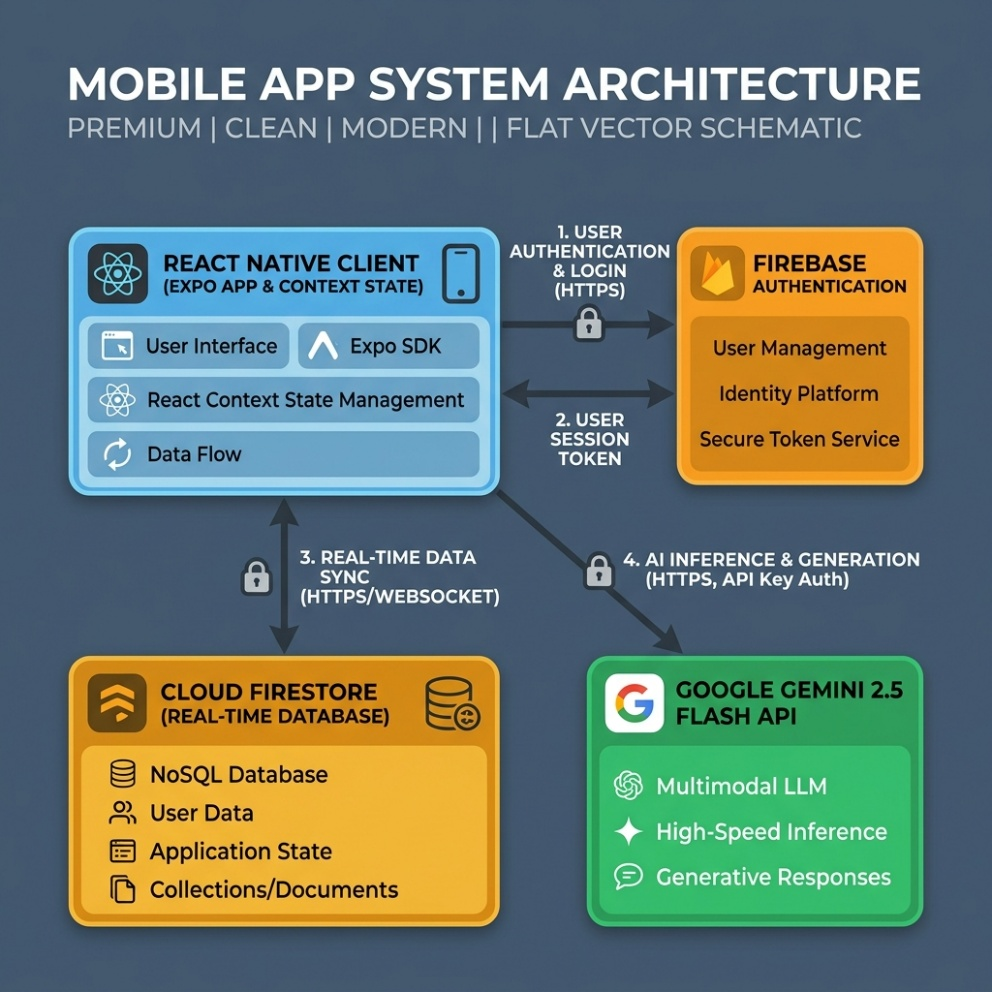 MOBILE APP SYSTEM ARCHITECTURE
PREMIUM | CLEAN | MODERN | | FLAT VECTOR SCHEMATIC
REACT NATIVE CLIENT
(EXPO APP & CONTEXT STATE)
User Interface
Expo SDK
React Context State Management
Data Flow
1. USER
AUTHENTICATION
& LOGIN
(HTTPS)
2. USER
SESSION
TOKEN
FIREBASE
AUTHENTICATION
User Management
Identity Platform
Secure Token Service
3. REAL-TIME DATA
SYNC
(HTTPS/WEBSOCKET)
4. AI INFERENCE & GENERATION
(HTTPS, API Key Auth)
CLOUD FIRESTORE
(REAL-TIME DATABASE)
NoSQL Database
User Data
Application State
Collections/Documents
GOOGLE GEMINI 2.5
FLASH API
Multimodal LLM
High-Speed Inference
Generative Responses